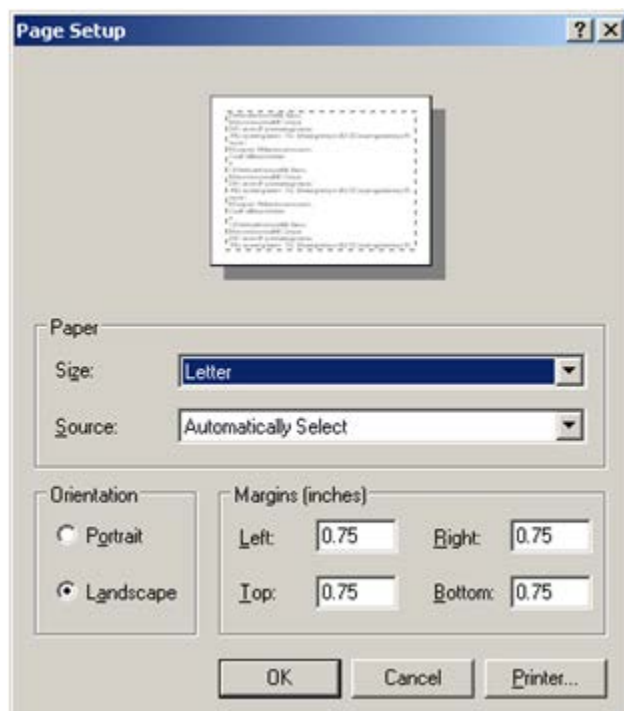 Page Setup
Paper
Size: Letter
Source: Automatically Select
Orientation
Portrait
Landscape
Margins (inches)
Left: 0.75 Right: 0.75
Top: 0.75 Bottom: 0.75
OK Cancel Printer...